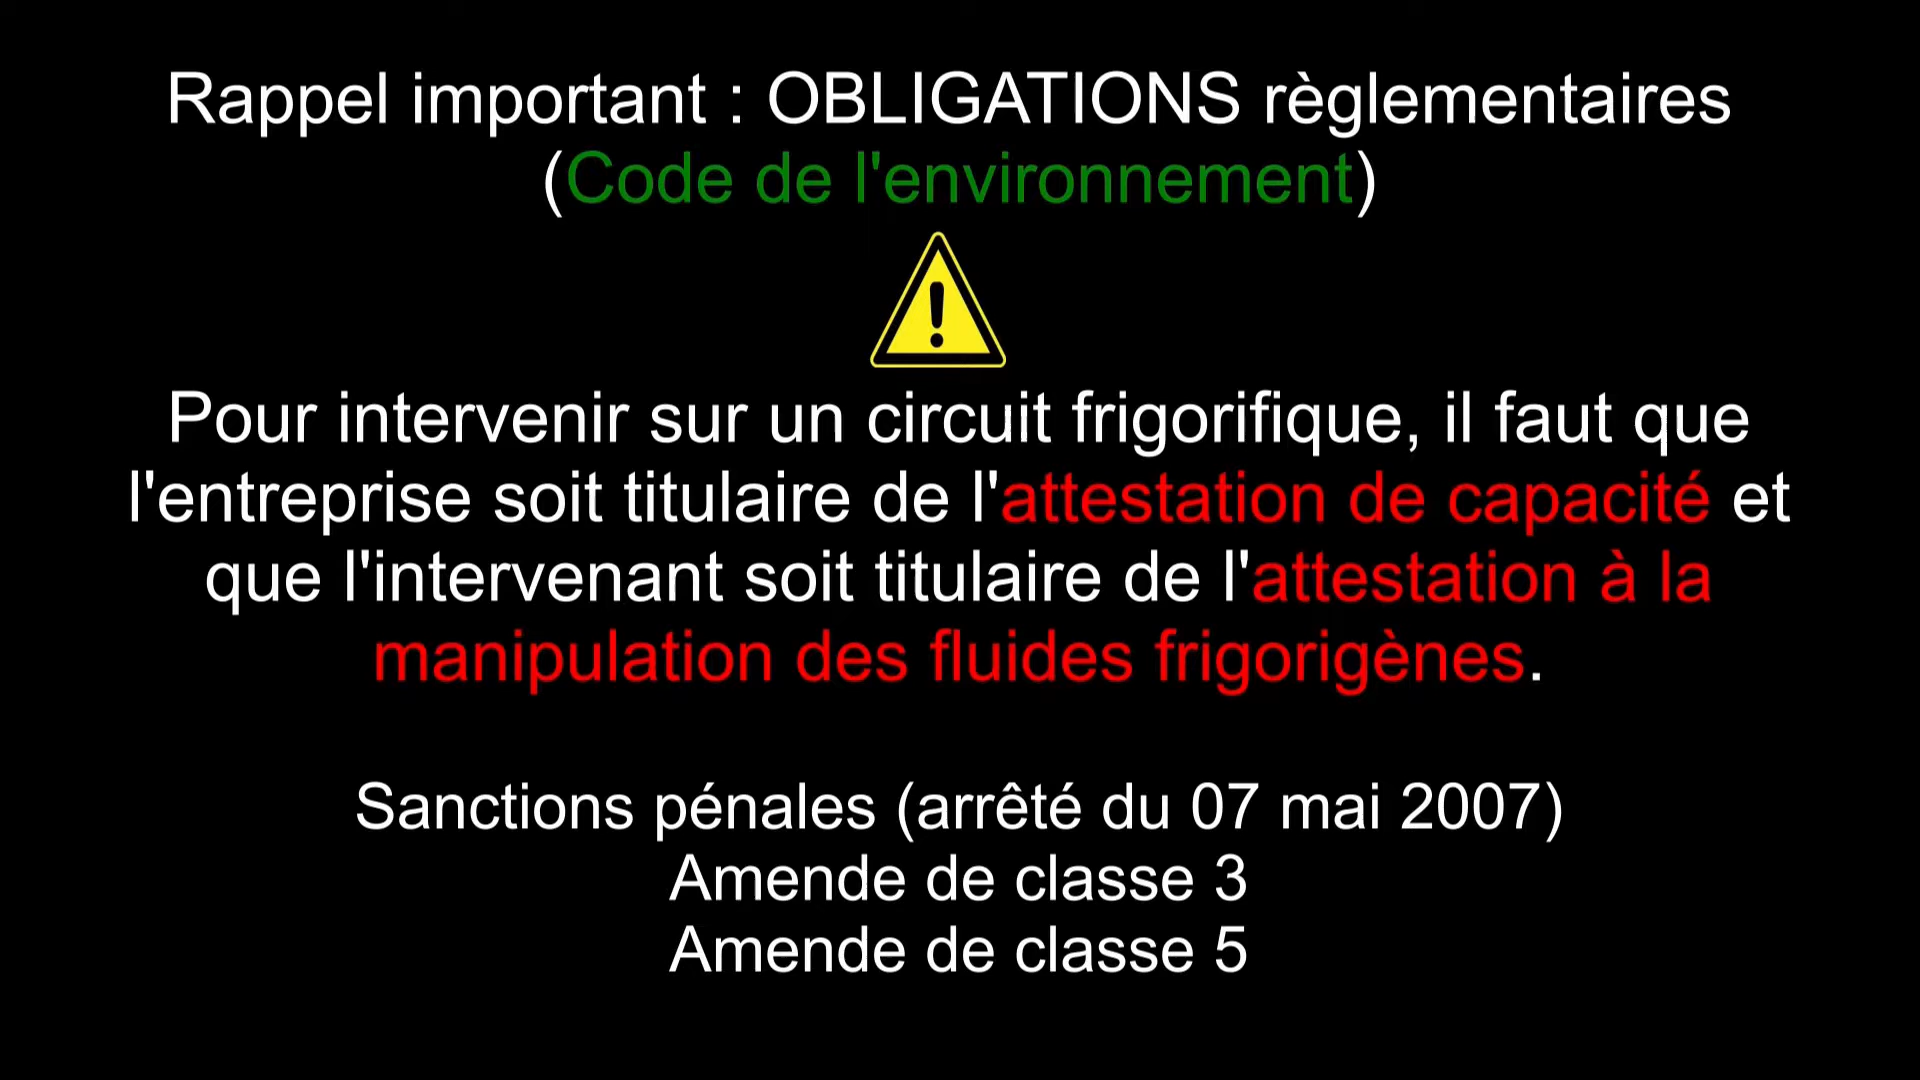 Rappel important : OBLIGATIONS règlementaires
(Code de l'environnement)
!
Pour intervenir sur un circuit frigorifique, il faut que
l'entreprise soit titulaire de l'attestation de capacité et
que l'intervenant soit titulaire de l'attestation à la
manipulation des fluides frigorigènes.
Sanctions pénales (arrêté du 07 mai 2007)
Amende de classe 3
Amende de classe 5